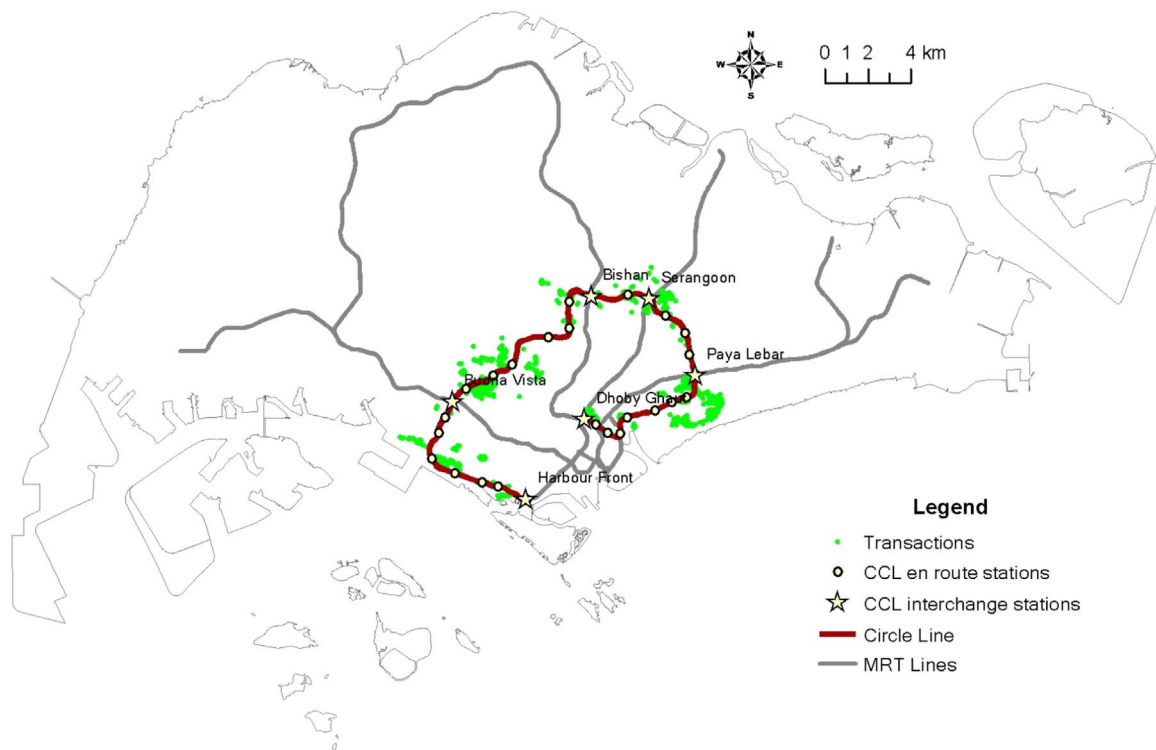 N
W E
S
0 1 2 4 km
Bishan
Serangoon
Paya Lebar
Buona Vista
Dhoby Ghaut
Harbour Front
Legend
Transactions
CCL en route stations
CCL interchange stations
Circle Line
MRT Lines